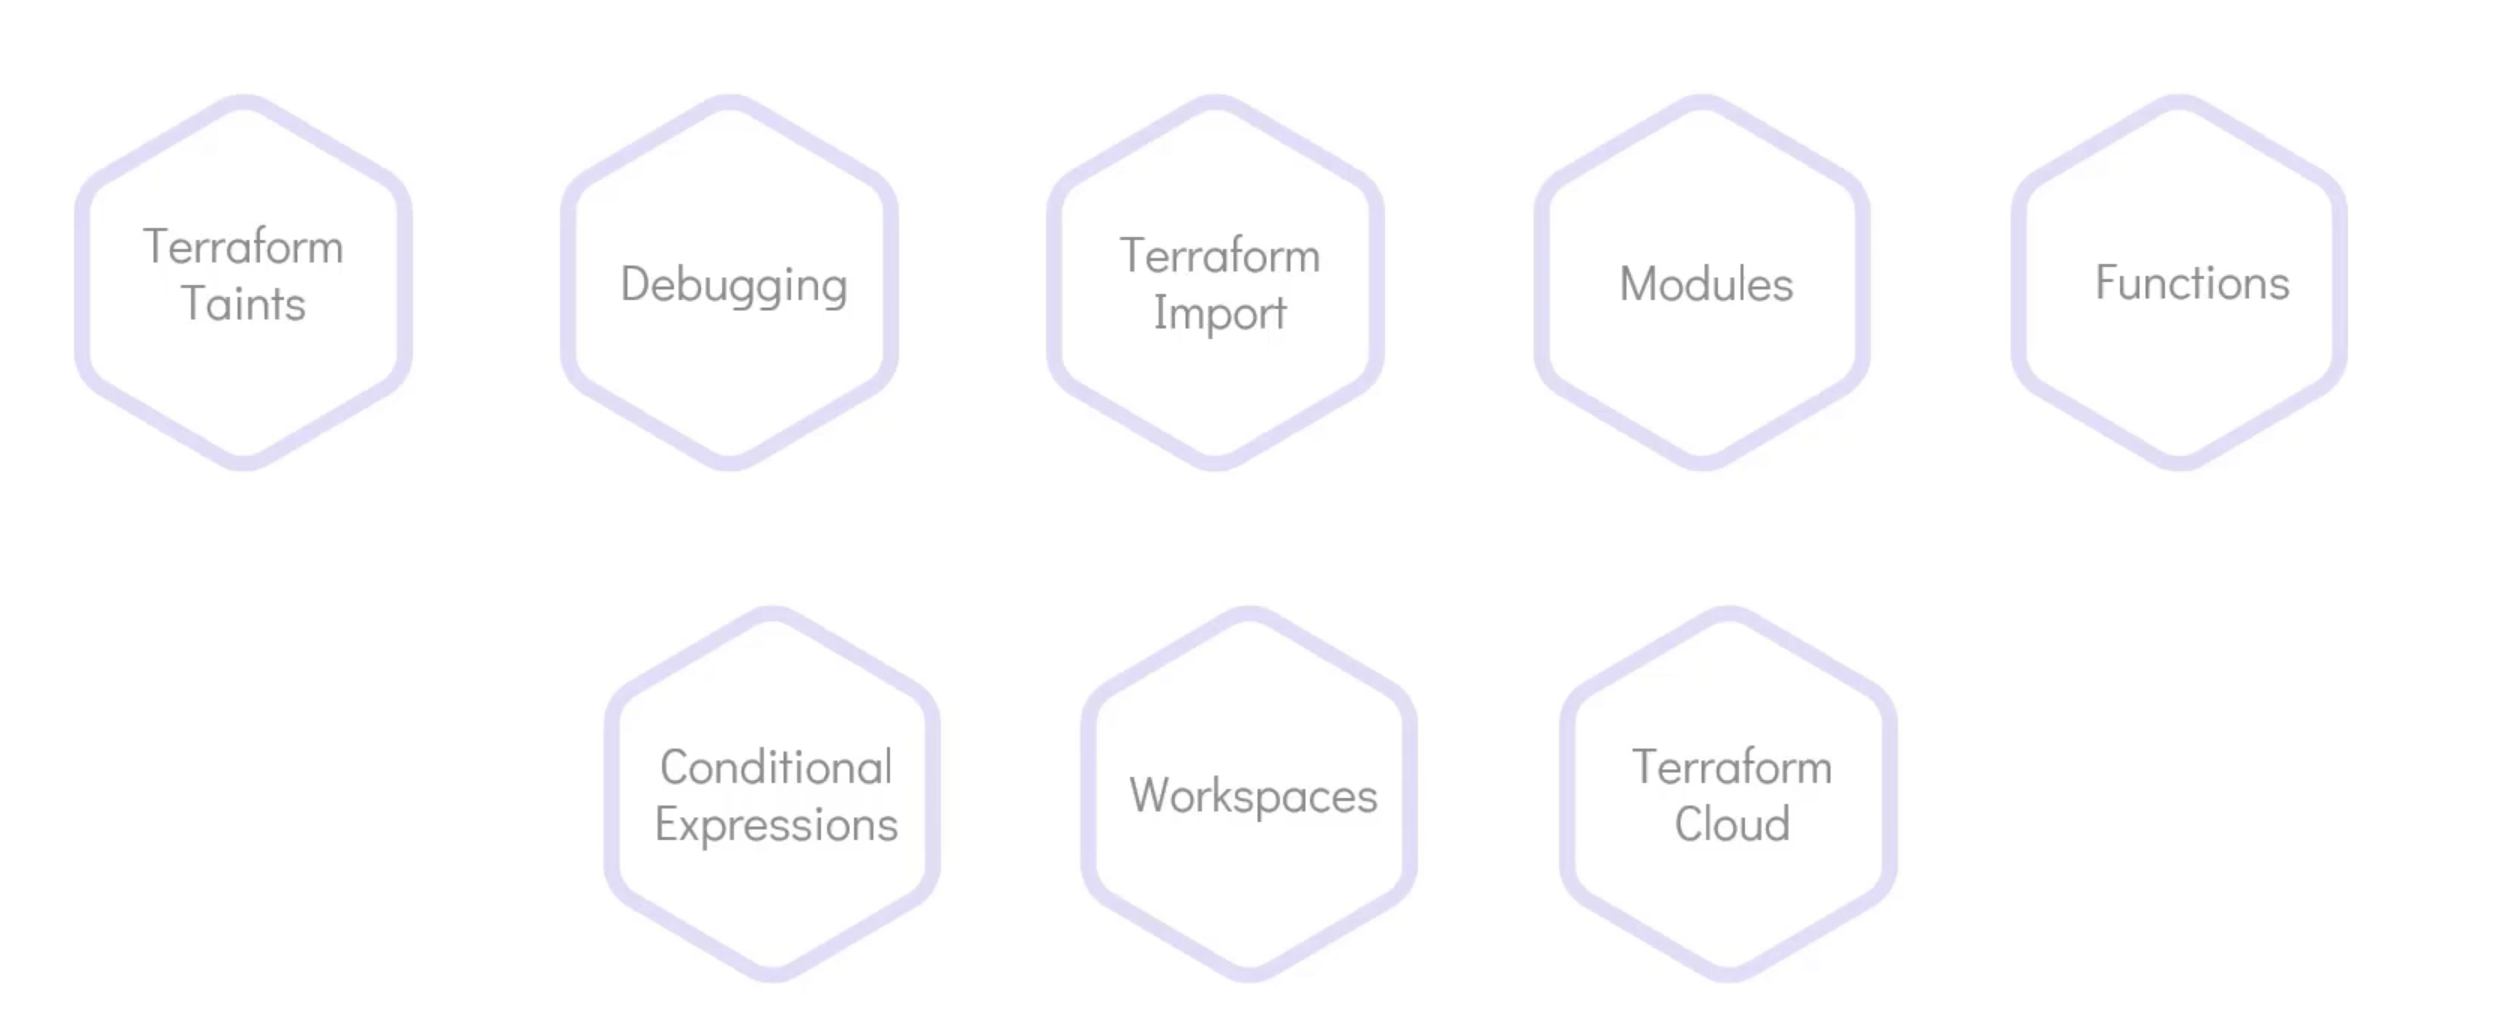 Terraform
Taints
Debugging
Terraform
Import
Modules
Functions
Conditional
Expressions
Workspaces
Terraform
Cloud